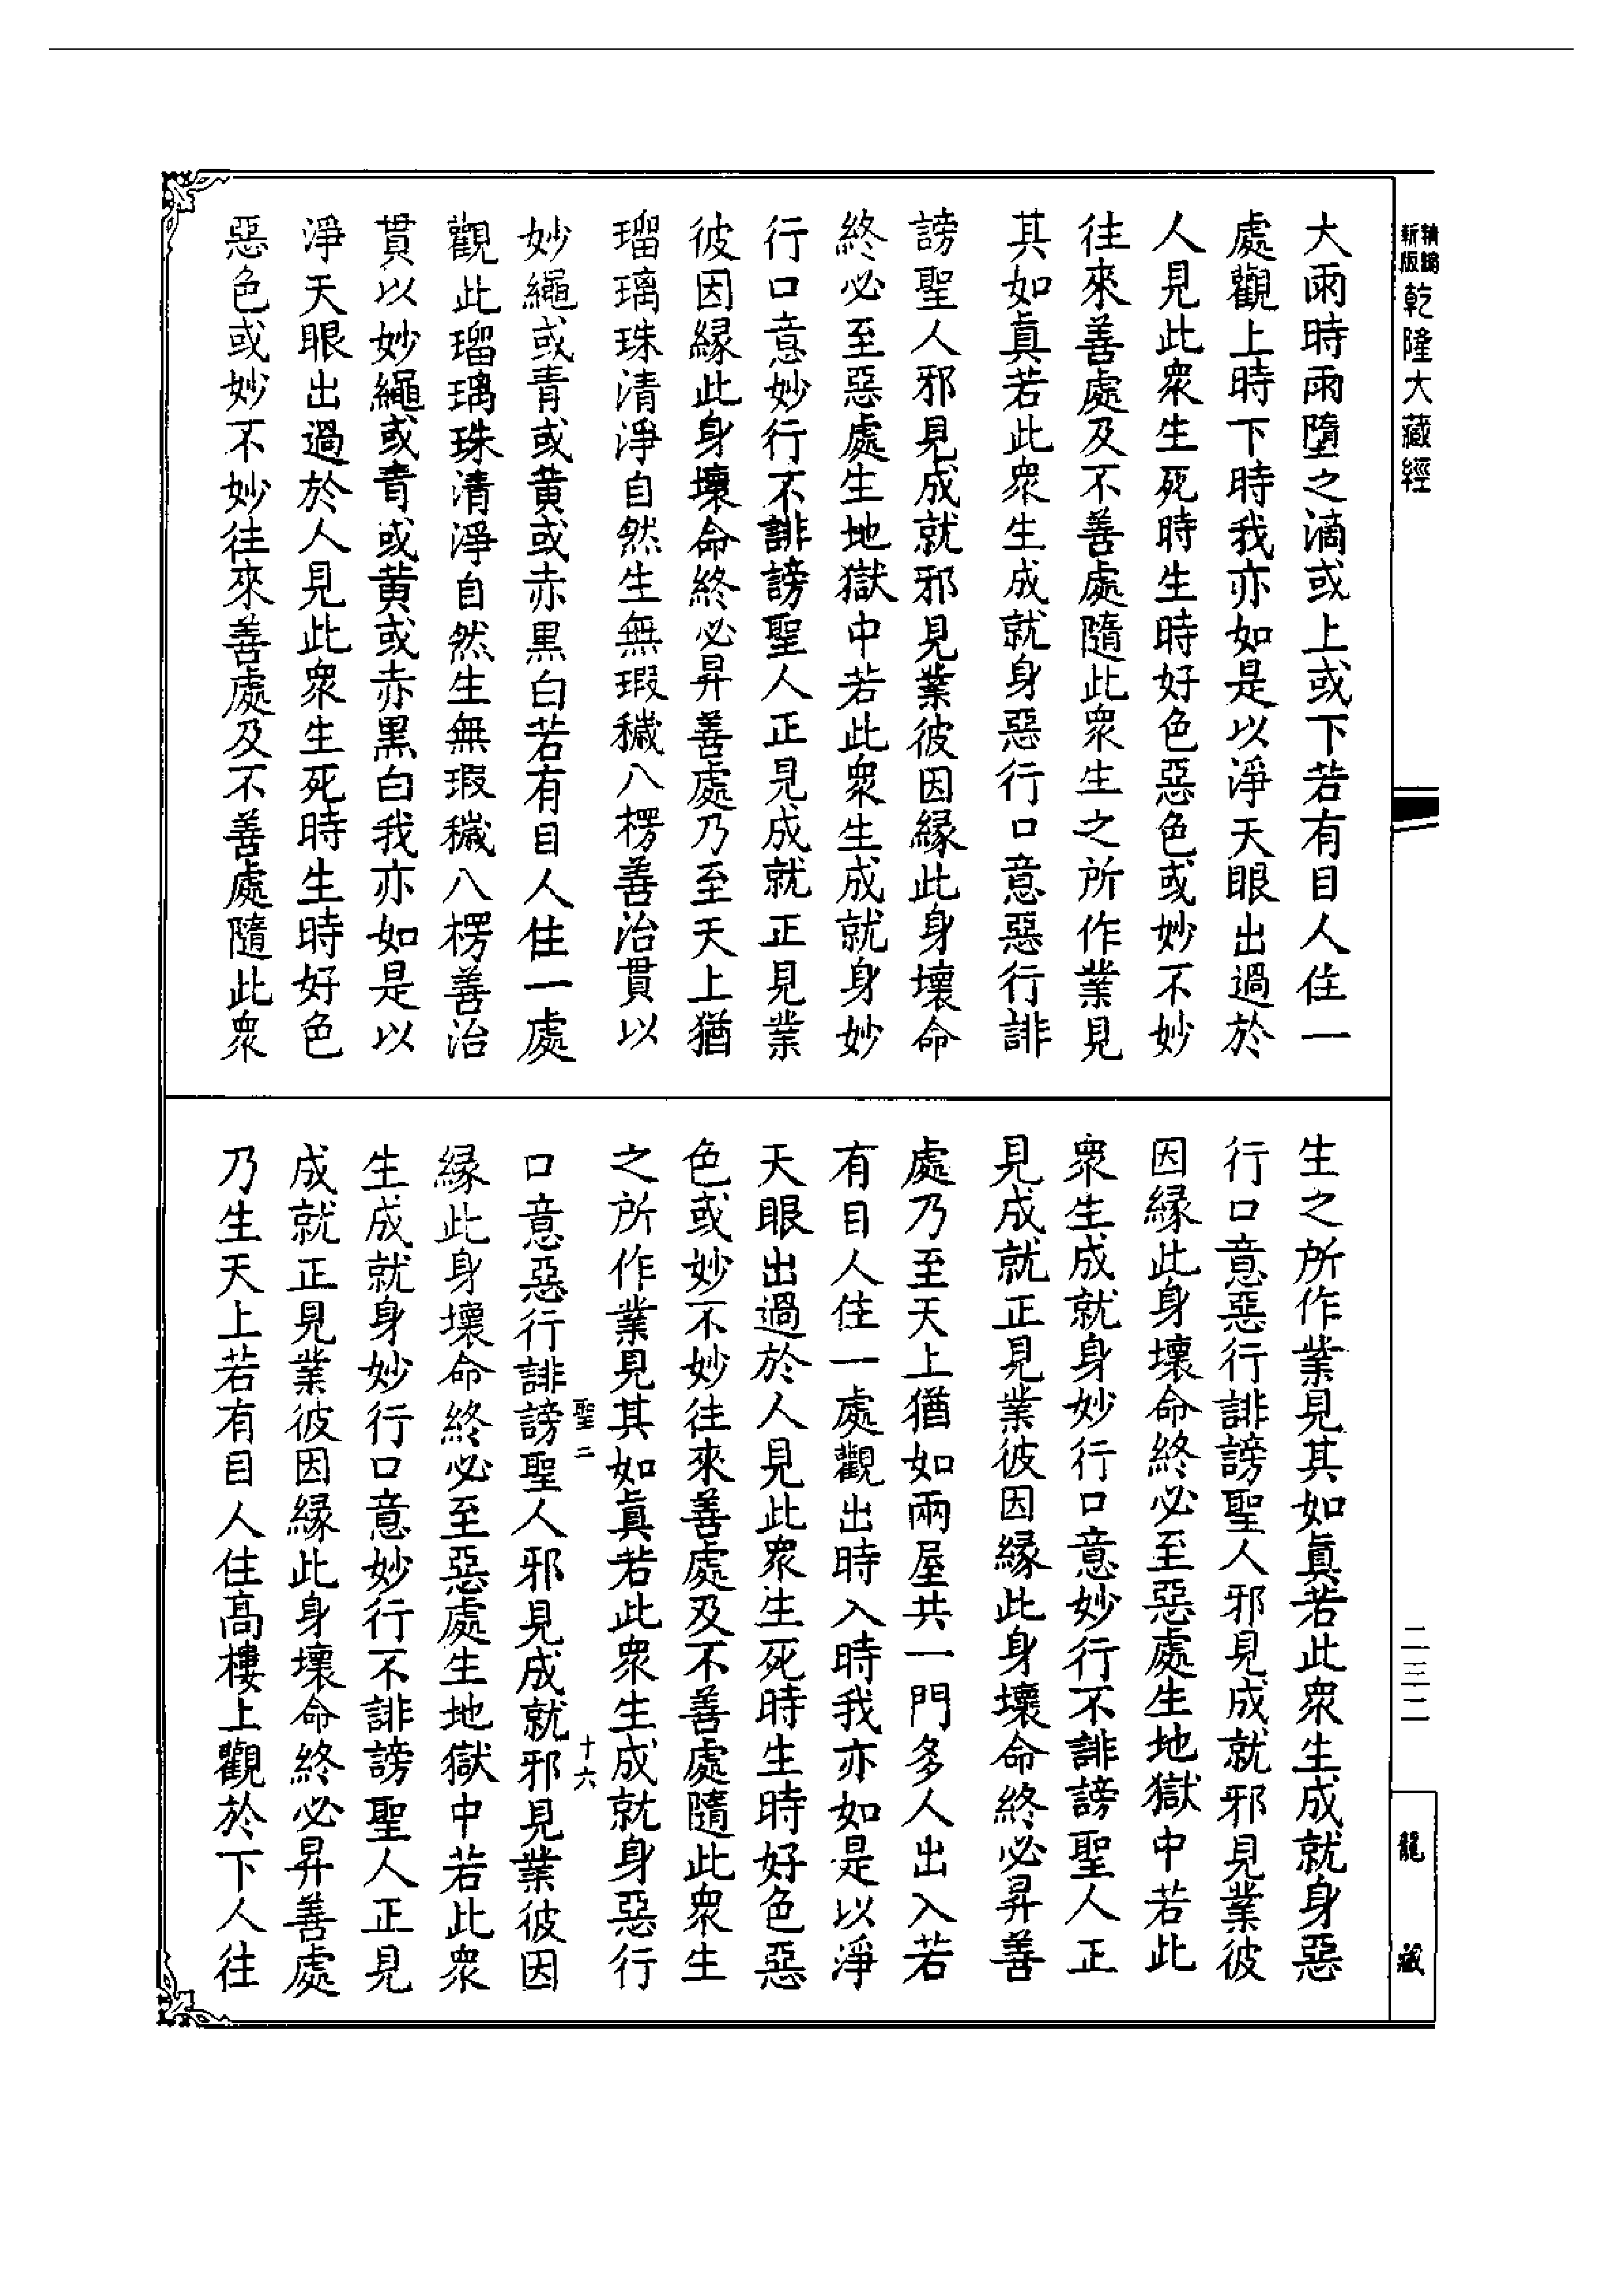 精編新版乾隆大藏經
大雨時雨墮之滴或上或下若有目人住一
處觀上時下時我亦如是以淨天眼出過於
人見此衆生死時生時好色惡色或妙不妙
往來善處及不善處隨此衆生之所作業見
其如眞若此衆生成就身惡行口意惡行誹
謗聖人邪見成就邪見業彼因緣此身壞命
終必至惡處生地獄中若此衆生成就身妙
行口意妙行不誹謗聖人正見成就正見業
彼因緣此身壞命終必昇善處乃至天上猶
瑠璃珠清淨自然生無瑕穢八楞善治貫以
妙繩或青或黃或赤黑白若有目人住一處
觀此瑠璃珠清淨自然生無瑕穢八楞善治
貫以妙繩或青或黃或赤黑白我亦如是以
淨天眼出過於人見此衆生死時生時好色
惡色或妙不妙往來善處及不善處隨此衆
生之所作業見其如眞若此衆生成就身惡
行口意惡行誹謗聖人邪見成就邪見業彼
因緣此身壞命終必至惡處生地獄中若此
衆生成就身妙行口意妙行不誹謗聖人正
見成就正見業彼因緣此身壞命終必昇善
處乃至天上猶如兩屋共一門多人出入若
有目人住一處觀出時入時我亦如是以淨
天眼出過於人見此衆生死時生時好色惡
色或妙不妙往來善處及不善處隨此衆生
之所作業見其如眞若此衆生成就身惡行
聖二 十六
口意惡行誹謗聖人邪見成就邪見業彼因
緣此身壞命終必至惡處生地獄中若此衆
生成就身妙行口意妙行不誹謗聖人正見
成就正見業彼因緣此身壞命終必昇善處
乃生天上若有目人住高樓上觀於下人往
二三二
龍藏